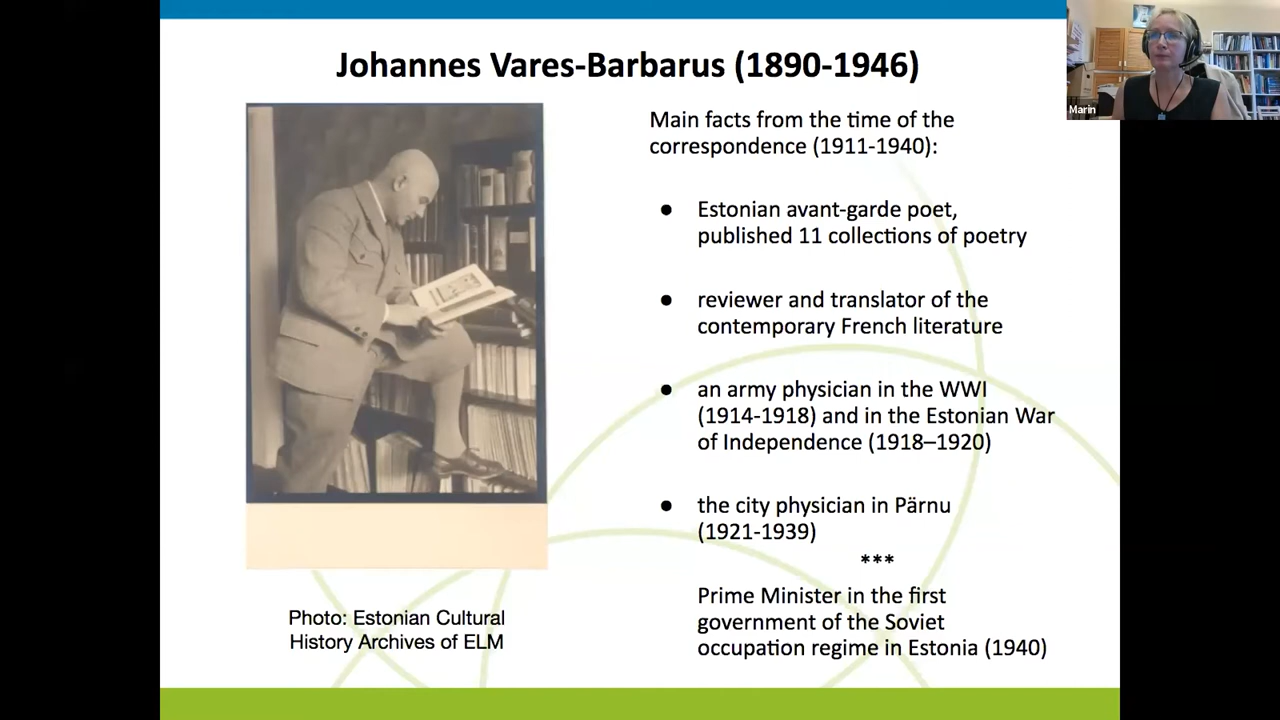 Johannes Vares-Barbarus (1890-1946)
Marin
Main facts from the time of the
correspondence (1911-1940):
● Estonian avant-garde poet,
published 11 collections of poetry
● reviewer and translator of the
contemporary French literature
● an army physician in the WWI
(1914-1918) and in the Estonian War
of Independence (1918–1920)
● the city physician in Pärnu
(1921-1939)
***
Prime Minister in the first
government of the Soviet
occupation regime in Estonia (1940)
Photo: Estonian Cultural
History Archives of ELM